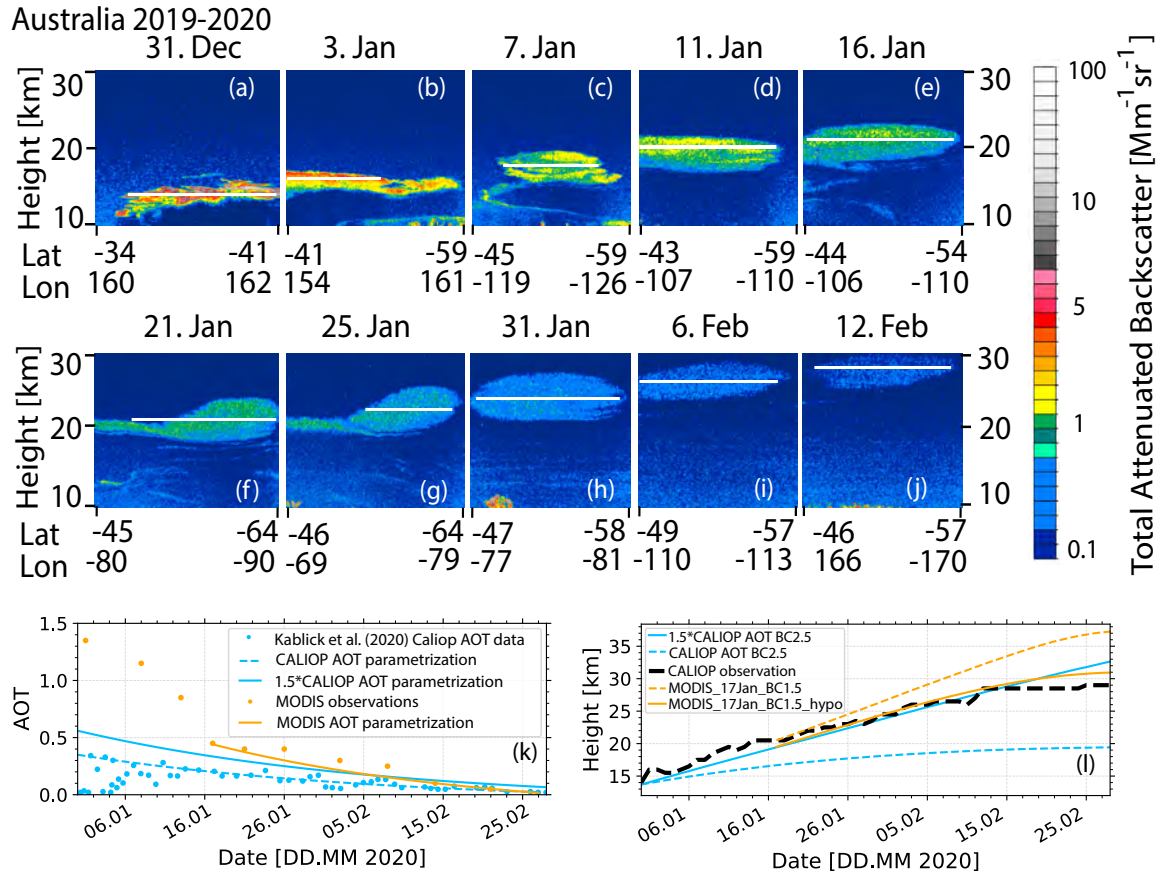 Australia 2019-2020
31. Dec 3. Jan 7. Jan 11. Jan 16. Jan
Height [km]
30 20 10
(a) (b) (c) (d) (e)
30 20 10
Lat -34 -41 -41 -59 -45 -59 -43 -59 -44 -54
Lon 160 162 154 161 -119 -126 -107 -110 -106 -110
21. Jan 25. Jan 31. Jan 6. Feb 12. Feb
Height [km]
30 20 10
(f) (g) (h) (i) (j)
30 20 10
Lat -45 -64 -46 -64 -47 -58 -49 -57 -46 -57
Lon -80 -90 -69 -79 -77 -81 -110 -113 166 -170
100
10
5
1
0.1
Total Attenuated Backscatter [Mm⁻¹sr⁻¹]
AOT
1.5
1.0
0.5
0.0
Kablick et al. (2020) Caliop AOT data
CALIOP AOT parametrization
1.5*CALIOP AOT parametrization
MODIS observations
MODIS AOT parametrization
(k)
06.01 16.01 26.01 05.02 15.02 25.02
Date [DD.MM 2020]
Height [km]
35
30
25
20
15
1.5*CALIOP AOT BC2.5
CALIOP AOT BC2.5
CALIOP observation
MODIS_17Jan_BC1.5
MODIS_17Jan_BC1.5_hypo
(l)
06.01 16.01 26.01 05.02 15.02 25.02
Date [DD.MM 2020]